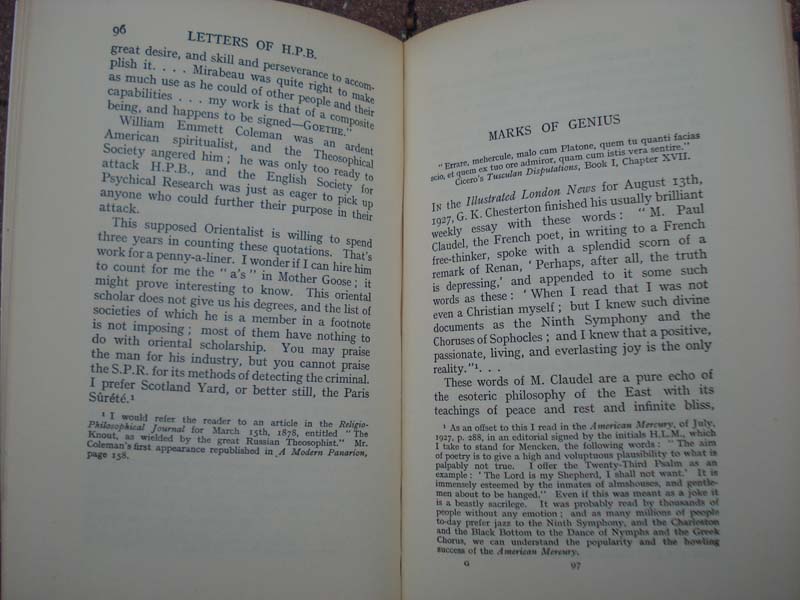 96
LETTERS OF H.P.B.
great desire, and skill and perseverance to accom-
plish it. . . . Mirabeau was quite right to make
as much use as he could of other people and their
capabilities . . . my work is that of a composite
being, and happens to be signed—GOETHE."
William Emmett Coleman was an ardent
American spiritualist, and the Theosophical
Society angered him ; he was only too ready to
attack H.P.B., and the English Society for
Psychical Research was just as eager to pick up
anyone who could further their purpose in their
attack.
This supposed Orientalist is willing to spend
three years in counting these quotations. That's
work for a penny-a-liner. I wonder if I can hire him
to count for me the " a's " in Mother Goose ; it
might prove interesting to know. This oriental
scholar does not give us his degrees, and the list of
societies of which he is a member in a footnote
is not imposing ; most of them have nothing to
do with oriental scholarship. You may praise
the man for his industry, but you cannot praise
the S.P.R. for its methods of detecting the criminal.
I prefer Scotland Yard, or better still, the Paris
Sûrété.¹
¹ I would refer the reader to an article in the Religio-
Philosophical Journal for March 15th, 1878, entitled " The
Knout, as wielded by the great Russian Theosophist." Mr.
Coleman's first appearance republished in A Modern Panarion,
page 158.
MARKS OF GENIUS
" Errare, mehercule, malo cum Platone, quem tu quanti facias
scio, et quem ex tuo ore admiror, quam cum istis vera sentire."
Cicero's Tusculan Disputations, Book I, Chapter XVII.
IN the Illustrated London News for August 13th,
1927, G. K. Chesterton finished his usually brilliant
weekly essay with these words : " M. Paul
Claudel, the French poet, in writing to a French
free-thinker, spoke with a splendid scorn of a
remark of Renan, ' Perhaps, after all, the truth
is depressing,' and appended to it some such
words as these : ' When I read that I was not
even a Christian myself ; but I knew such divine
documents as the Ninth Symphony and the
Choruses of Sophocles ; and I knew that a positive,
passionate, living, and everlasting joy is the only
reality."¹. . .
These words of M. Claudel are a pure echo of
the esoteric philosophy of the East with its
teachings of peace and rest and infinite bliss,
¹ As an offset to this I read in the American Mercury, of July,
1927, p. 288, in an editorial signed by the initials H.L.M., which
I take to stand for Mencken, the following words : " The aim
of poetry is to give a high and voluptuous plausibility to what is
palpably not true. I offer the Twenty-Third Psalm as an
example : ' The Lord is my Shepherd, I shall not want.' It is
immensely esteemed by the inmates of almshouses, and gentle-
men about to be hanged." Even if this was meant as a joke it
is a beastly sacrilege. It was probably read by thousands of
people without any emotion ; and as many millions of people
to-day prefer jazz to the Ninth Symphony, and the Charleston
and the Black Bottom to the Dance of Nymphs and the Greek
Chorus, we can understand the popularity and the howling
success of the American Mercury.
G
97